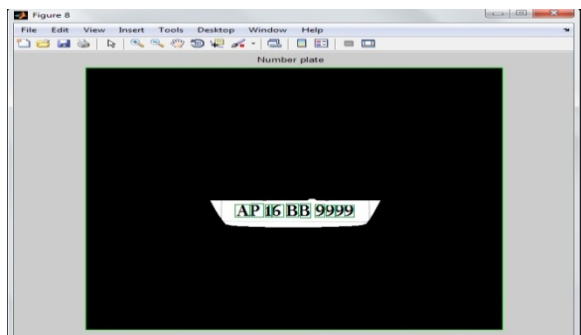 Figure 8
File Edit View Insert Tools Desktop Window Help
Number plate
AP 16 BB 9999